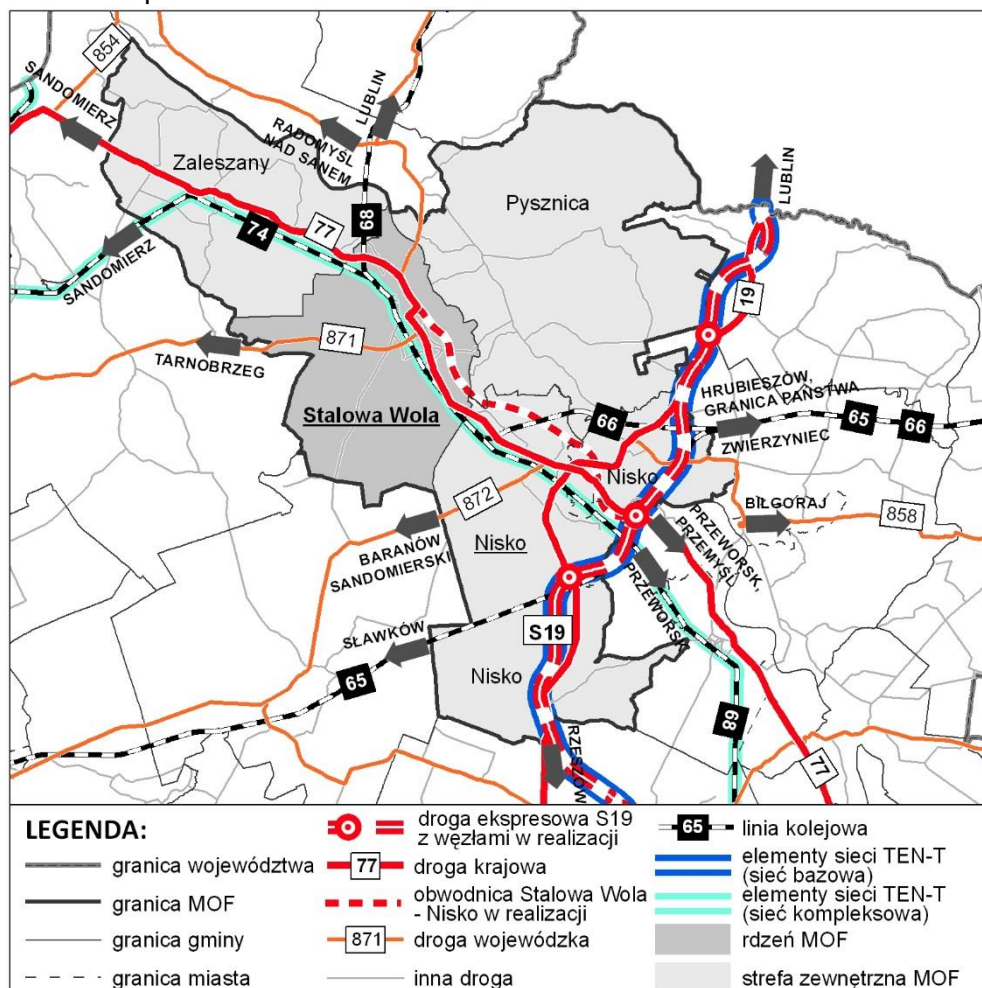 854
SANDOMIERZ
LUBLIN
RADOMYŚL
NAD SANEM
Zaleszany
68
Pysznica
LUBLIN
74
77
SANDOMIERZ
19
871
TARNOBRZEG
HRUBIESZÓW,
GRANICA PAŃSTWA
Stalowa Wola
66
65
66
ZWIERZYNIEC
Nisko
872
BIŁGORAJ
858
PRZEWORSK,
PRZEMYŚL
BARANÓW
SANDOMIERSKI
Nisko
PRZEWORSK
SŁAWKÓW
S19
65
Nisko
68
77
RZESZÓW
LEGENDA:
granica województwa
granica MOF
granica gminy
granica miasta
droga ekspresowa S19
z węzłami w realizacji
77
droga krajowa
obwodnica Stalowa Wola
- Nisko w realizacji
871
droga wojewódzka
inna droga
65
linia kolejowa
elementy sieci TEN-T
(sieć bazowa)
elementy sieci TEN-T
(sieć kompleksowa)
rdzeń MOF
strefa zewnętrzna MOF